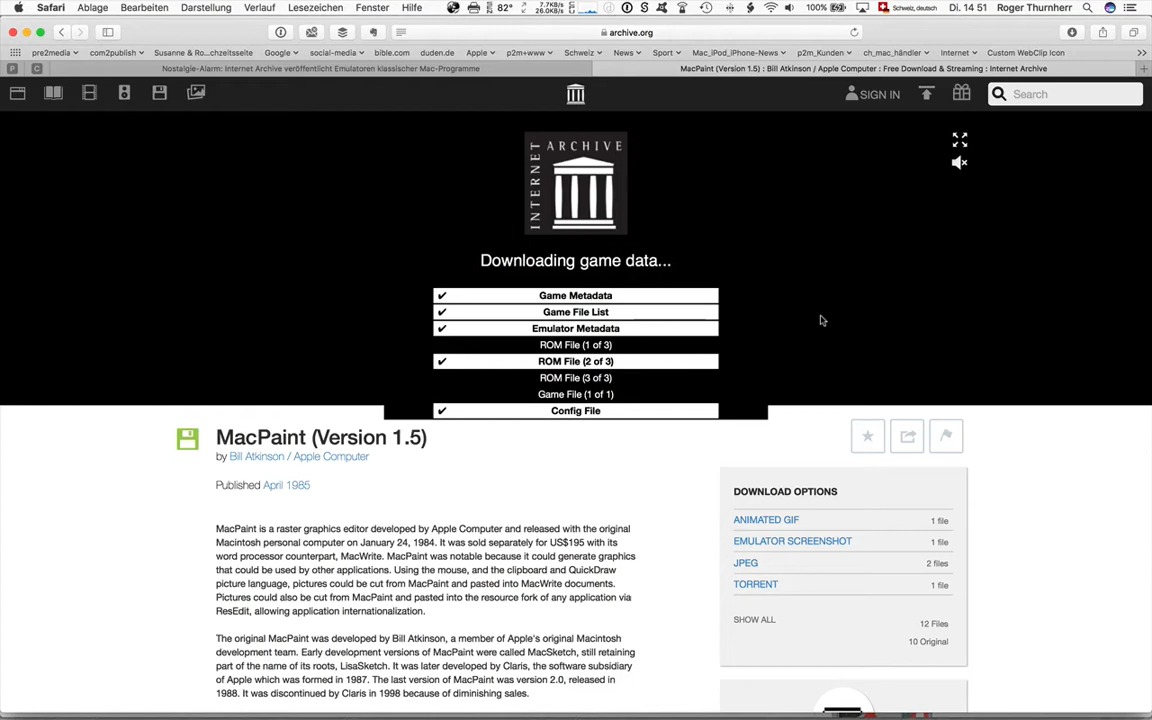 Safari Ablage Bearbeiten Darstellung Verlauf Lesezeichen Fenster Hilfe 82° 7.7KB/s 26.0KB/s 100% Schweiz, deutsch Di. 14 51 Roger Thurnherr
archive.org
pre2media com2publish Susanne & Ro...chzeitsseite Google social-media bible.com duden.de Apple p2m+www Schweiz News Sport Mac_iPod_iPhone-News p2m_Kunden ch_mac_händler Internet Custom WebClip Icon
P C Nostalgie-Alarm: Internet Archive veröffentlicht Emulatoren klassischer Mac-Programme MacPaint (Version 1.5) : Bill Atkinson / Apple Computer : Free Download & Streaming : Internet Archive
SIGN IN Search
INTERNET ARCHIVE
Downloading game data...
✔ Game Metadata
✔ Game File List
✔ Emulator Metadata
ROM File (1 of 3)
✔ ROM File (2 of 3)
ROM File (3 of 3)
Game File (1 of 1)
✔ Config File
MacPaint (Version 1.5)
by Bill Atkinson / Apple Computer
Published April 1985
MacPaint is a raster graphics editor developed by Apple Computer and released with the original
Macintosh personal computer on January 24, 1984. It was sold separately for US$195 with its
word processor counterpart, MacWrite. MacPaint was notable because it could generate graphics
that could be used by other applications. Using the mouse, and the clipboard and QuickDraw
picture language, pictures could be cut from MacPaint and pasted into MacWrite documents.
Pictures could also be cut from MacPaint and pasted into the resource fork of any application via
ResEdit, allowing application internationalization.
The original MacPaint was developed by Bill Atkinson, a member of Apple's original Macintosh
development team. Early development versions of MacPaint were called MacSketch, still retaining
part of the name of its roots, LisaSketch. It was later developed by Claris, the software subsidiary
of Apple which was formed in 1987. The last version of MacPaint was version 2.0, released in
1988. It was discontinued by Claris in 1998 because of diminishing sales.
DOWNLOAD OPTIONS
ANIMATED GIF 1 file
EMULATOR SCREENSHOT 1 file
JPEG 2 files
TORRENT 1 file
SHOW ALL 12 Files
10 Original